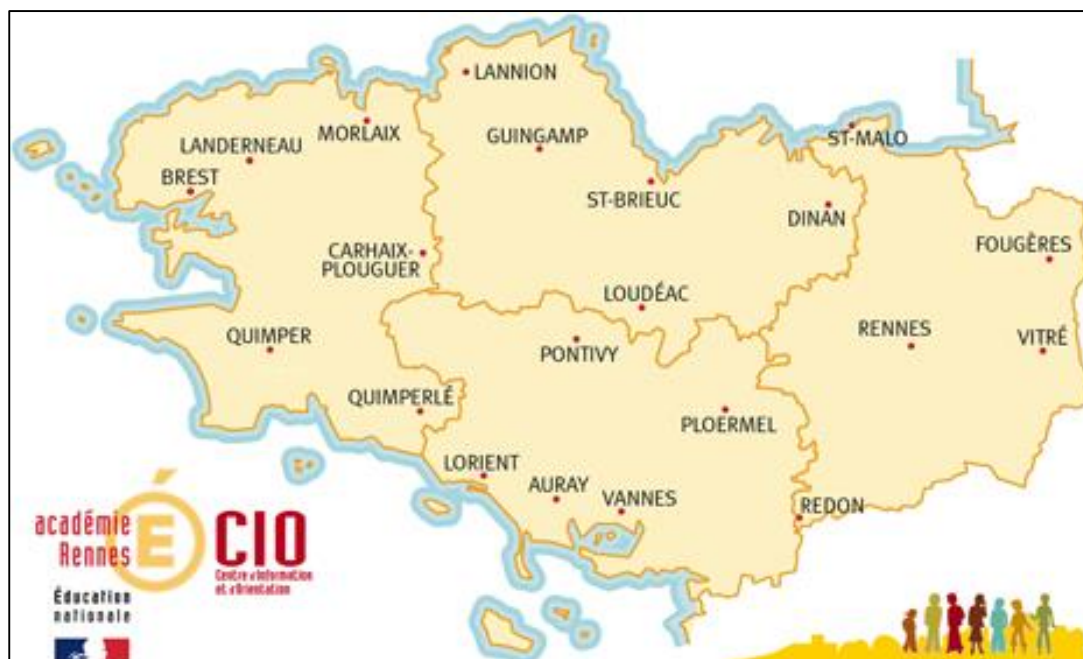 LANNION
MORLAIX
GUINGAMP
ST-MALO
LANDERNEAU
BREST
ST-BRIEUC
DINAN
FOUGÈRES
CARHAIX-
PLOUGUER
LOUDÉAC
RENNES
VITRÉ
QUIMPER
PONTIVY
QUIMPERLÉ
PLOERMEL
LORIENT
AURAY
VANNES
REDON
académie
Rennes
É
CIO
Centre d'Information
et d'Orientation
Éducation
nationale